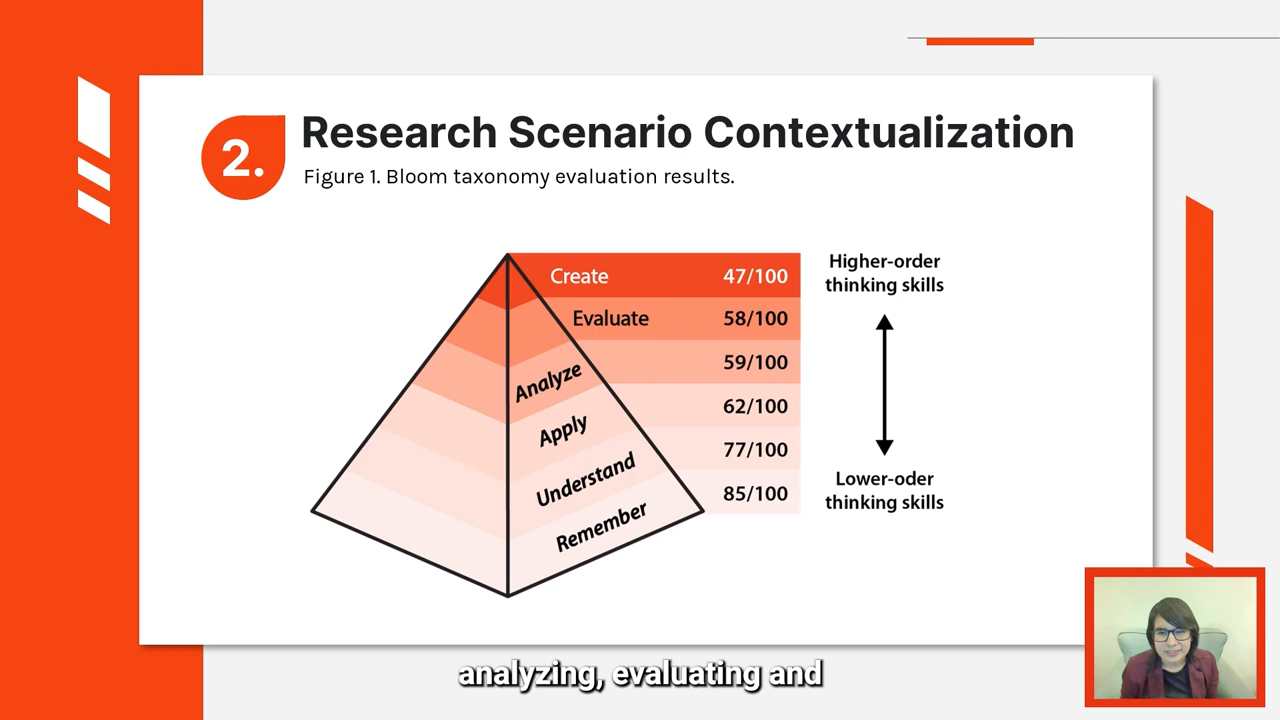 2.
Research Scenario Contextualization
Figure 1. Bloom taxonomy evaluation results.
Create 47/100
Evaluate 58/100
Analyze 59/100
Apply 62/100
Understand 77/100
Remember 85/100
Higher-order
thinking skills
Lower-oder
thinking skills
analyzing, evaluating and